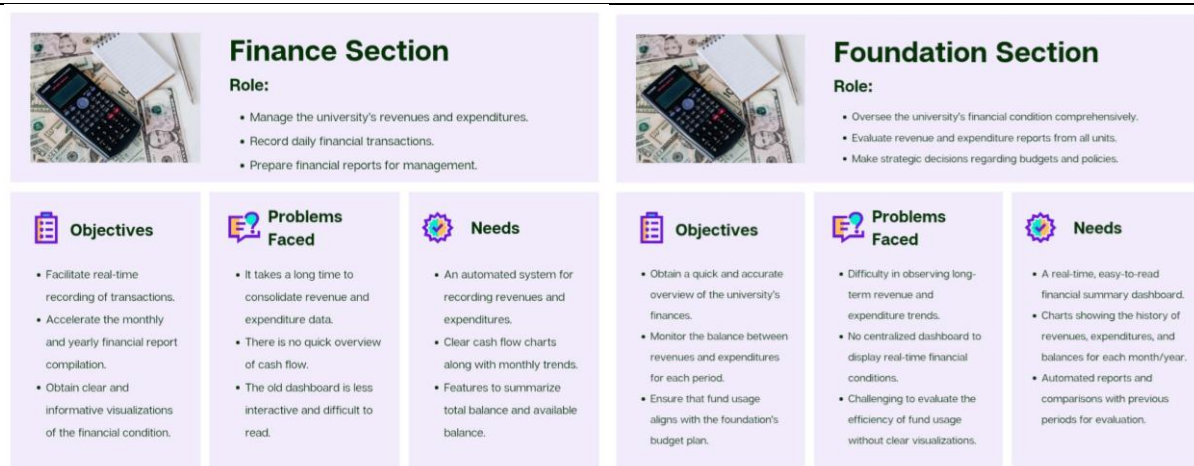 Finance Section
Role:
• Manage the university's revenues and expenditures.
• Record daily financial transactions.
• Prepare financial reports for management.
Objectives
• Facilitate real-time
recording of transactions.
• Accelerate the monthly
and yearly financial report
compilation.
• Obtain clear and
informative visualizations
of the financial condition.
Problems
Faced
• It takes a long time to
consolidate revenue and
expenditure data.
• There is no quick overview
of cash flow.
• The old dashboard is less
interactive and difficult to
read.
Needs
• An automated system for
recording revenues and
expenditures.
• Clear cash flow charts
along with monthly trends.
• Features to summarize
total balance and available
balance.
Foundation Section
Role:
• Oversee the university's financial condition comprehensively.
• Evaluate revenue and expenditure reports from all units.
• Make strategic decisions regarding budgets and policies.
Objectives
• Obtain a quick and accurate
overview of the university's
finances.
• Monitor the balance between
revenues and expenditures
for each period.
• Ensure that fund usage
aligns with the foundation's
budget plan.
Problems
Faced
• Difficulty in observing long-
term revenue and
expenditure trends.
• No centralized dashboard to
display real-time financial
conditions.
• Challenging to evaluate the
efficiency of fund usage
without clear visualizations.
Needs
• A real-time, easy-to-read
financial summary dashboard.
• Charts showing the history of
revenues, expenditures, and
balances for each month/year.
• Automated reports and
comparisons with previous
periods for evaluation.